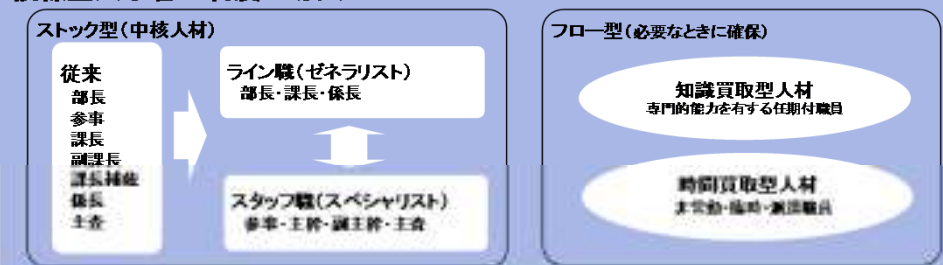 ストック型(中核人材)
従来
部長
参事
課長
副課長
課長補佐
係長
主査
ライン職(ゼネラリスト)
部長・課長・係長
スタッフ職(スペシャリスト)
参事・主幹・副主幹・主査
フロー型(必要なときに確保)
知識買取型人材
専門的能力を有する任期付職員
時間買取型人材
非常勤・臨時・派遣職員